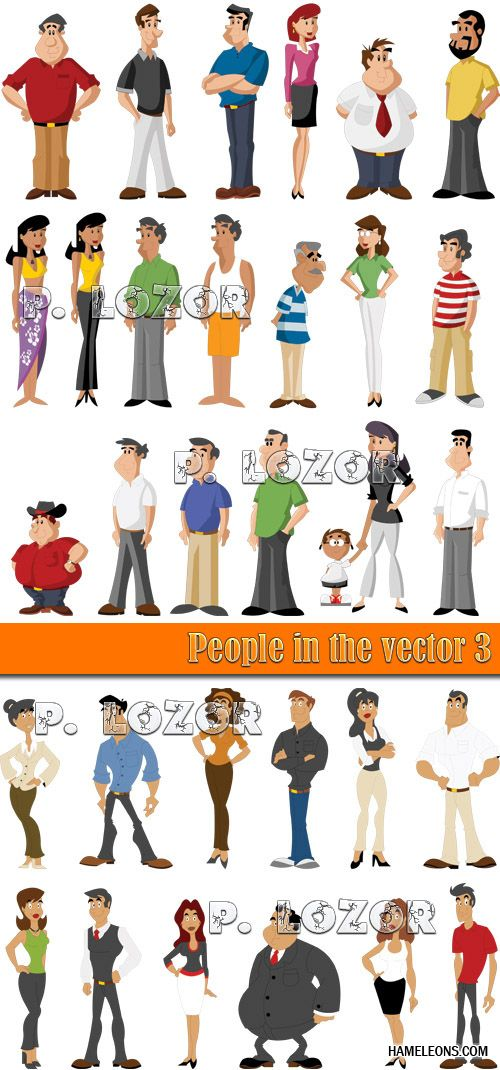 P. LOZOR
P. LOZOR
People in the vector 3
P. LOZOR
P. LOZOR
HAMELEONS.COM